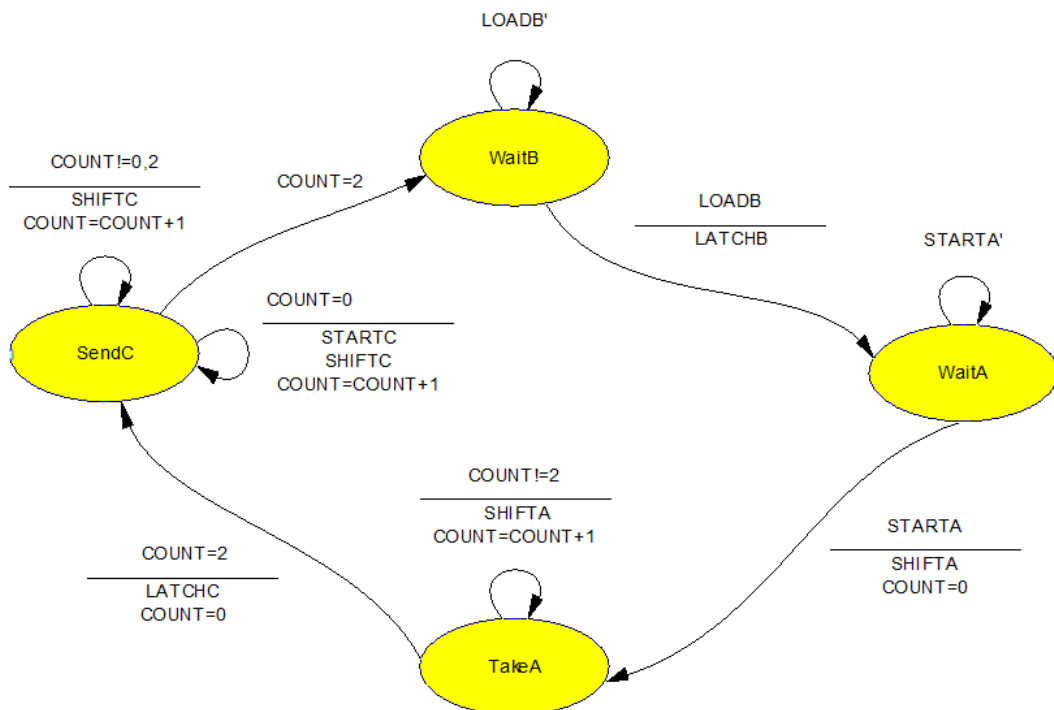 LOADB'
WaitB
COUNT!=0,2
SHIFTC
COUNT=COUNT+1
COUNT=2
LOADB
LATCHB
STARTA'
COUNT=0
STARTC
SHIFTC
COUNT=COUNT+1
SendC
WaitA
COUNT!=2
SHIFTA
COUNT=COUNT+1
STARTA
SHIFTA
COUNT=0
COUNT=2
LATCHC
COUNT=0
TakeA